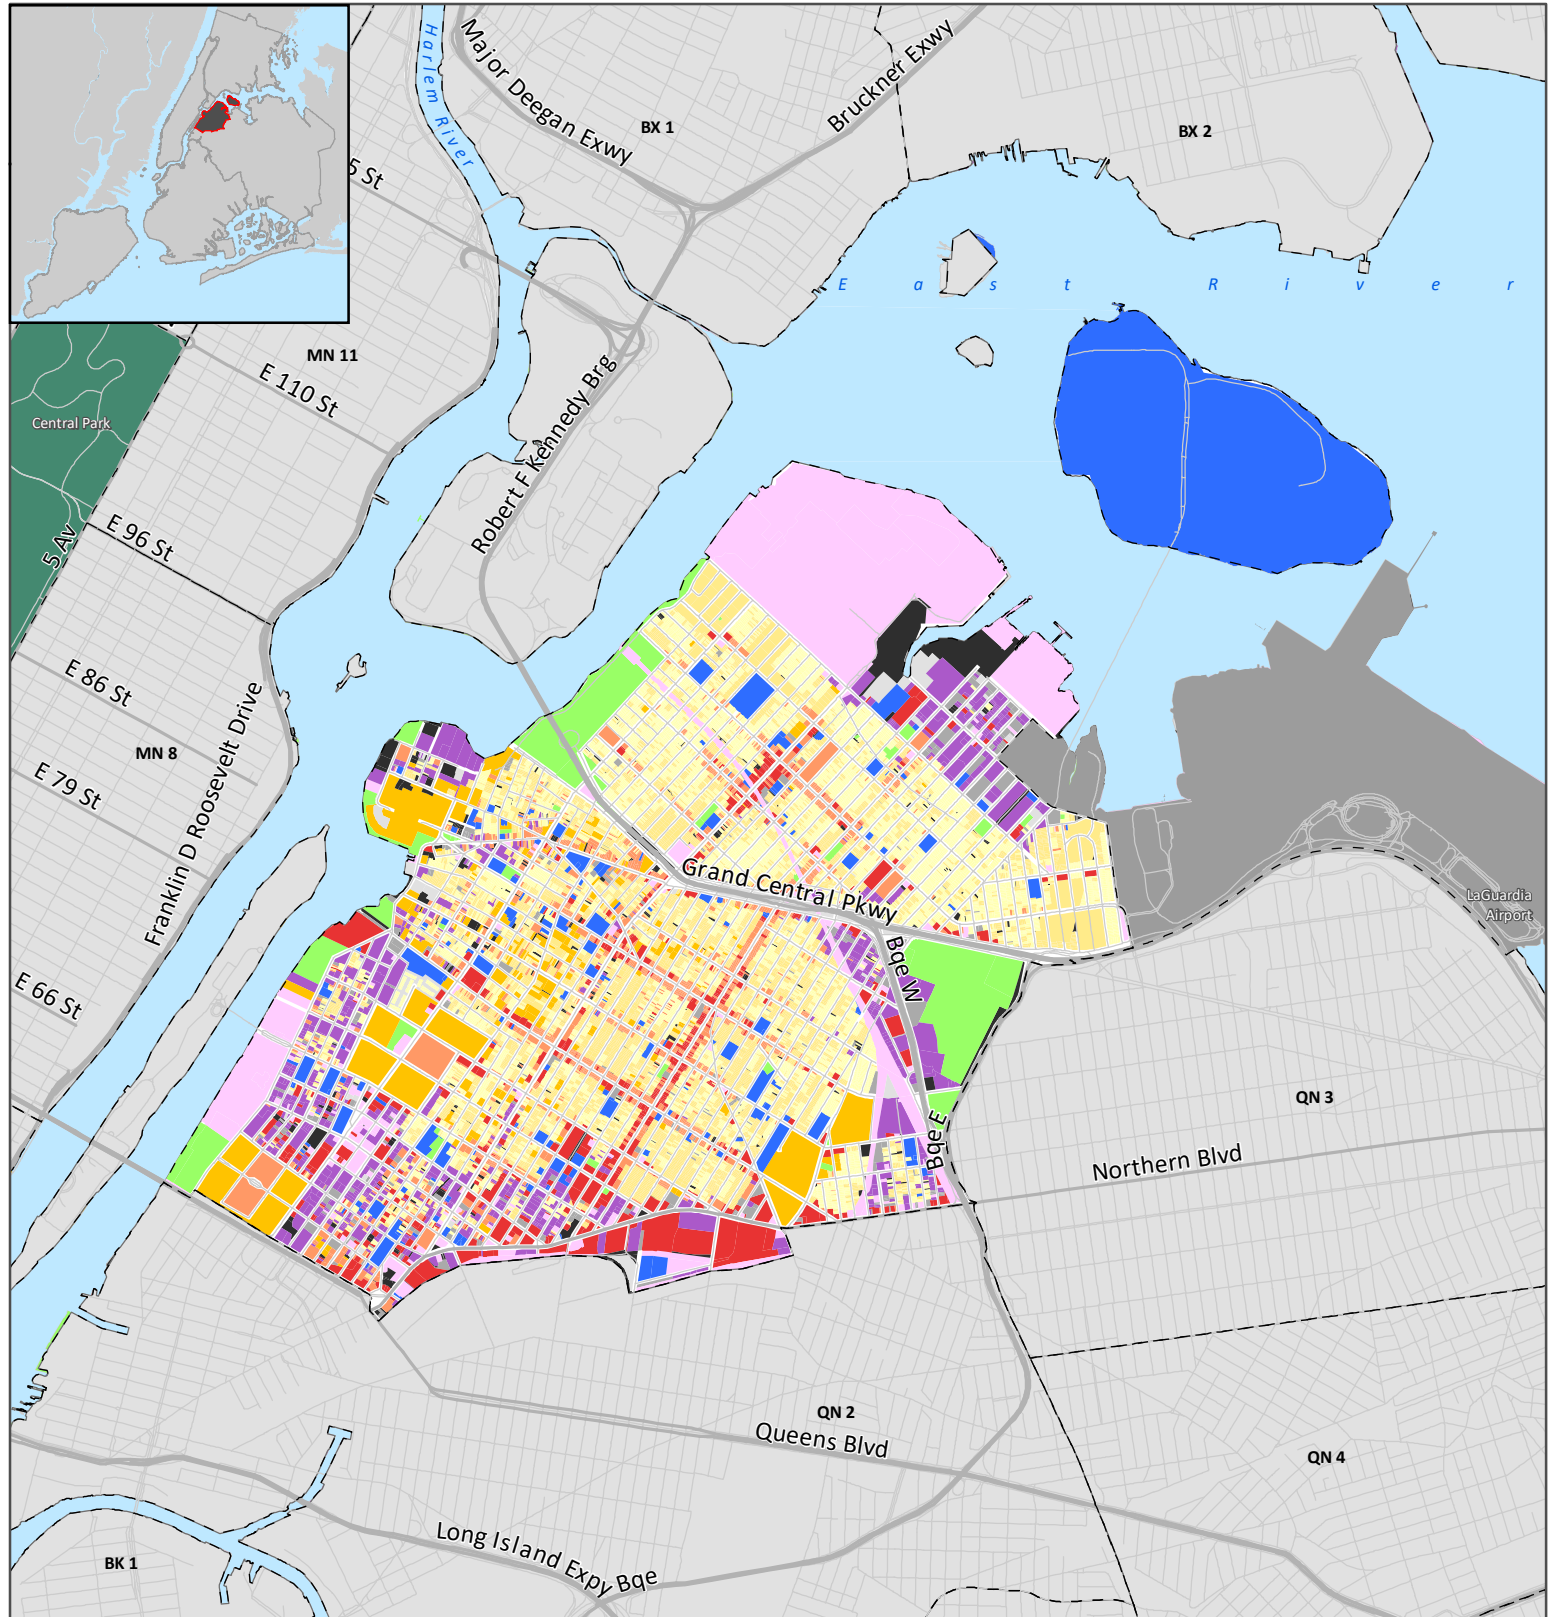 Harlem River
Major Deegan Exwy
Bruckner Exwy
BX 1
BX 2
5 St
East River
MN 11
E 110 St
Central Park
Robert F Kennedy Brg
5 Av
E 96 St
E 86 St
MN 8
E 79 St
Franklin D Roosevelt Drive
Grand Central Pkwy
LaGuardia
Airport
Bqe W
E 66 St
QN 3
Bqe E
Northern Blvd
QN 2
Queens Blvd
QN 4
Long Island Expy
Bqe
BK 1